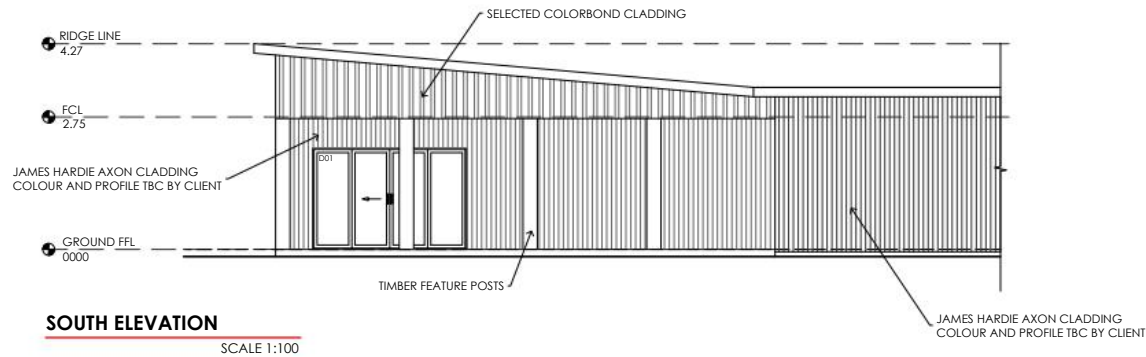 SELECTED COLORBOND CLADDING
RIDGE LINE
4.27
FCL
2.75
JAMES HARDIE AXON CLADDING
COLOUR AND PROFILE TBC BY CLIENT
D01
GROUND FFL
0000
TIMBER FEATURE POSTS
JAMES HARDIE AXON CLADDING
COLOUR AND PROFILE TBC BY CLIENT
SOUTH ELEVATION
SCALE 1:100